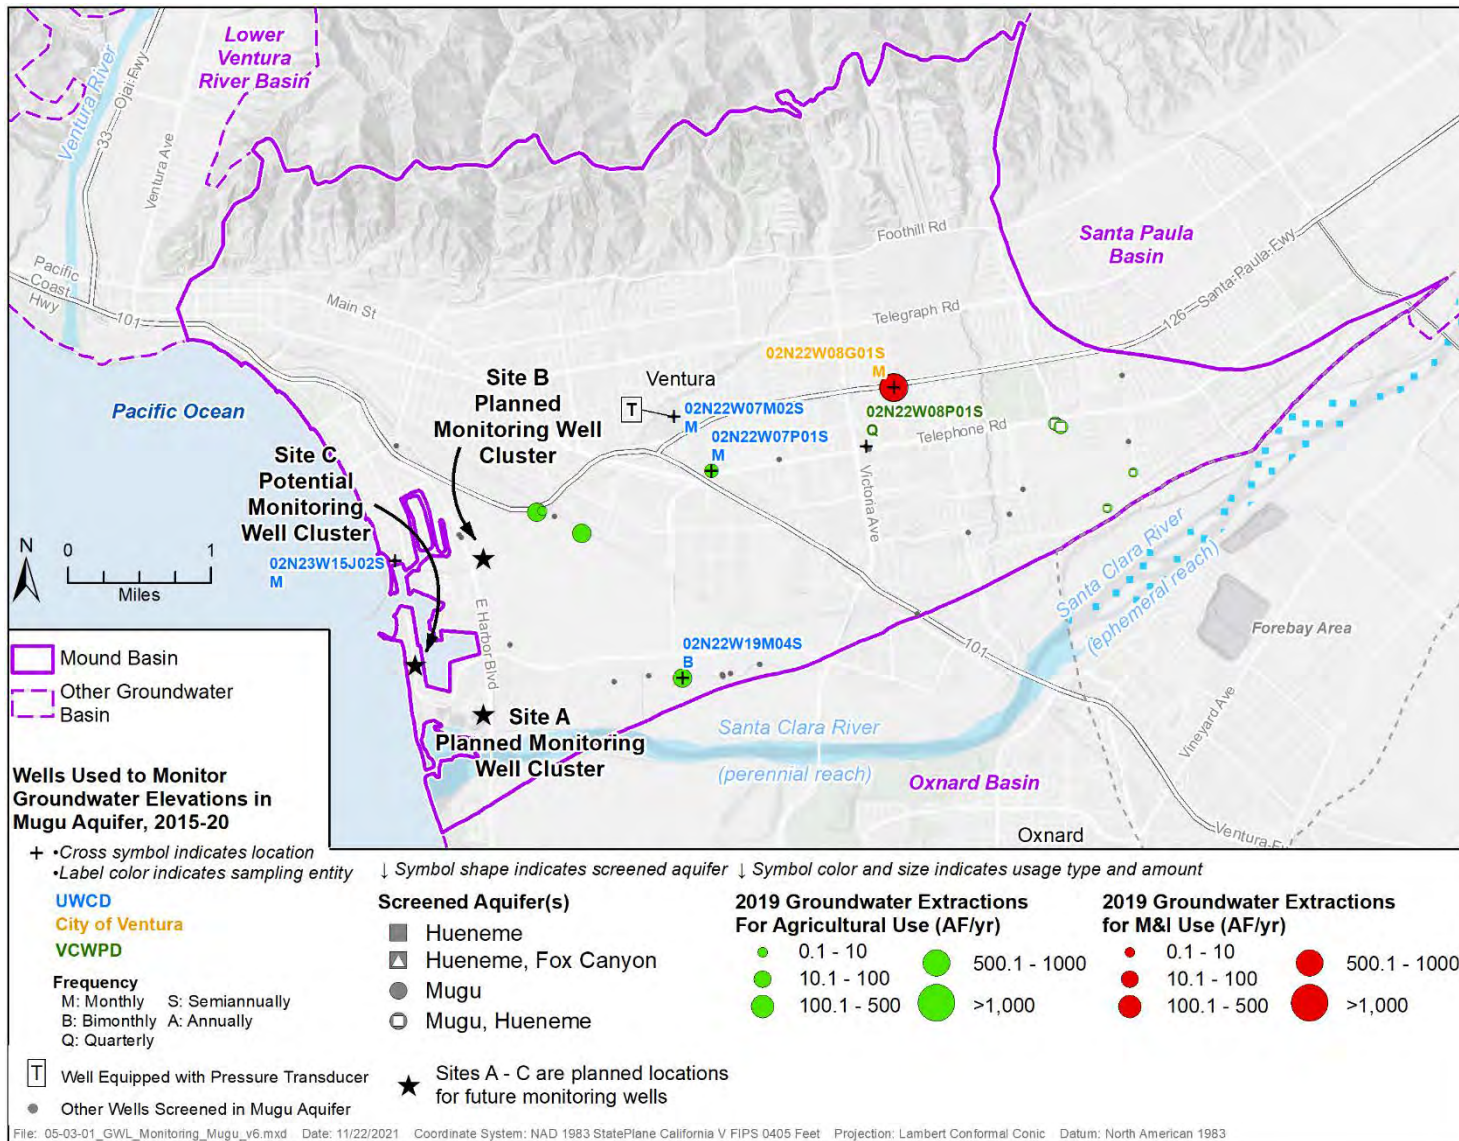 Lower
Ventura
River Basin
Ventura River
33
Ojai Fwy
Ventura Ave
Pacific
Coast
Hwy
101
Main St
Foothill Rd
Santa Paula
Basin
126
Santa Paula Fwy
Telegraph Rd
02N22W08G01S
M
Pacific Ocean
Site B
Planned
Monitoring Well
Cluster
Ventura
T
02N22W07M02S
M
02N22W07P01S
M
02N22W08P01S
Q
Telephone Rd
Victoria Ave
Site C
Potential
Monitoring
Well Cluster
02N23W15J02S
M
N
0 1
Miles
E Harbor Blvd
02N22W19M04S
B
101
Santa Clara River
(ephemeral reach)
Forebay Area
Vineyard Ave
Site A
Planned Monitoring
Well Cluster
Santa Clara River
(perennial reach)
Oxnard Basin
Oxnard
Mound Basin
Other Groundwater
Basin
Wells Used to Monitor
Groundwater Elevations in
Mugu Aquifer, 2015-20
•Cross symbol indicates location
•Label color indicates sampling entity
UWCD
City of Ventura
VCWPD
Frequency
M: Monthly S: Semiannually
B: Bimonthly A: Annually
Q: Quarterly
T Well Equipped with Pressure Transducer
Other Wells Screened in Mugu Aquifer
↓ Symbol shape indicates screened aquifer ↓ Symbol color and size indicates usage type and amount
Screened Aquifer(s)
Hueneme
Hueneme, Fox Canyon
Mugu
Mugu, Hueneme
Sites A - C are planned locations
for future monitoring wells
2019 Groundwater Extractions
For Agricultural Use (AF/yr)
0.1 - 10
10.1 - 100
100.1 - 500
500.1 - 1000
>1,000
2019 Groundwater Extractions
for M&I Use (AF/yr)
0.1 - 10
10.1 - 100
100.1 - 500
500.1 - 1000
>1,000
File: 05-03-01_GWL_Monitoring_Mugu_v6.mxd Date: 11/22/2021 Coordinate System: NAD 1983 StatePlane California V FIPS 0405 Feet Projection: Lambert Conformal Conic Datum: North American 1983